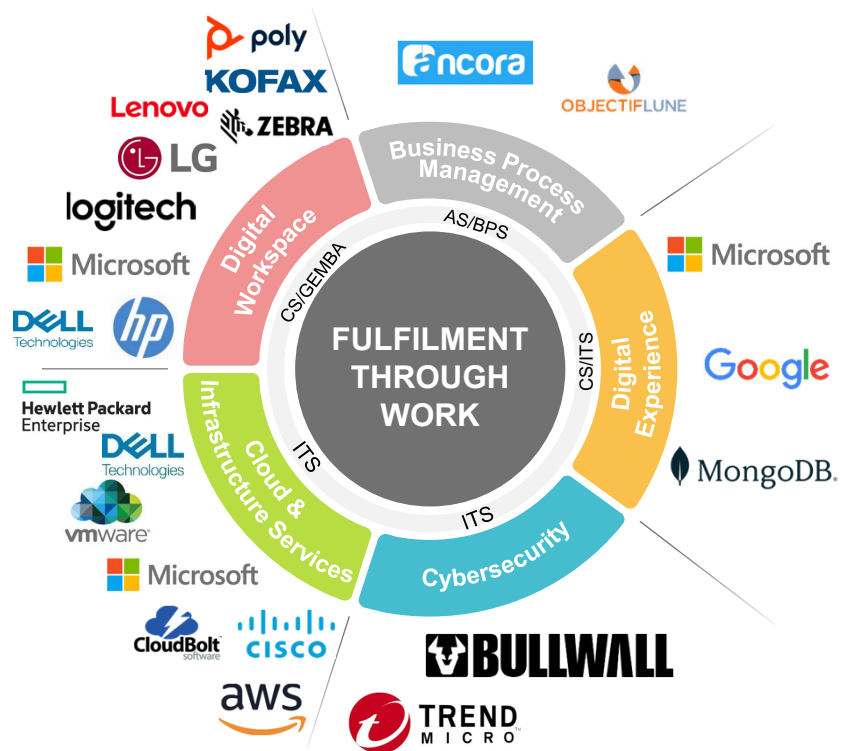 poly
KOFAX
Lenovo
ZEBRA
LG
logitech
Microsoft
DELL
Technologies
hp
ancora
OBJECTIFLUNE
Business Process
Management
AS/BPS
Digital
Workspace
CS/GEMBA
FULFILMENT
THROUGH
WORK
CS/ITS
Digital
Experience
Microsoft
Google
MongoDB.
Hewlett Packard
Enterprise
DELL
Technologies
vmware®
Microsoft
CloudBolt
software
CISCO
aws
Cloud &
Infrastructure Services
ITS
ITS
Cybersecurity
BULLWALL
TREND
MICRO™